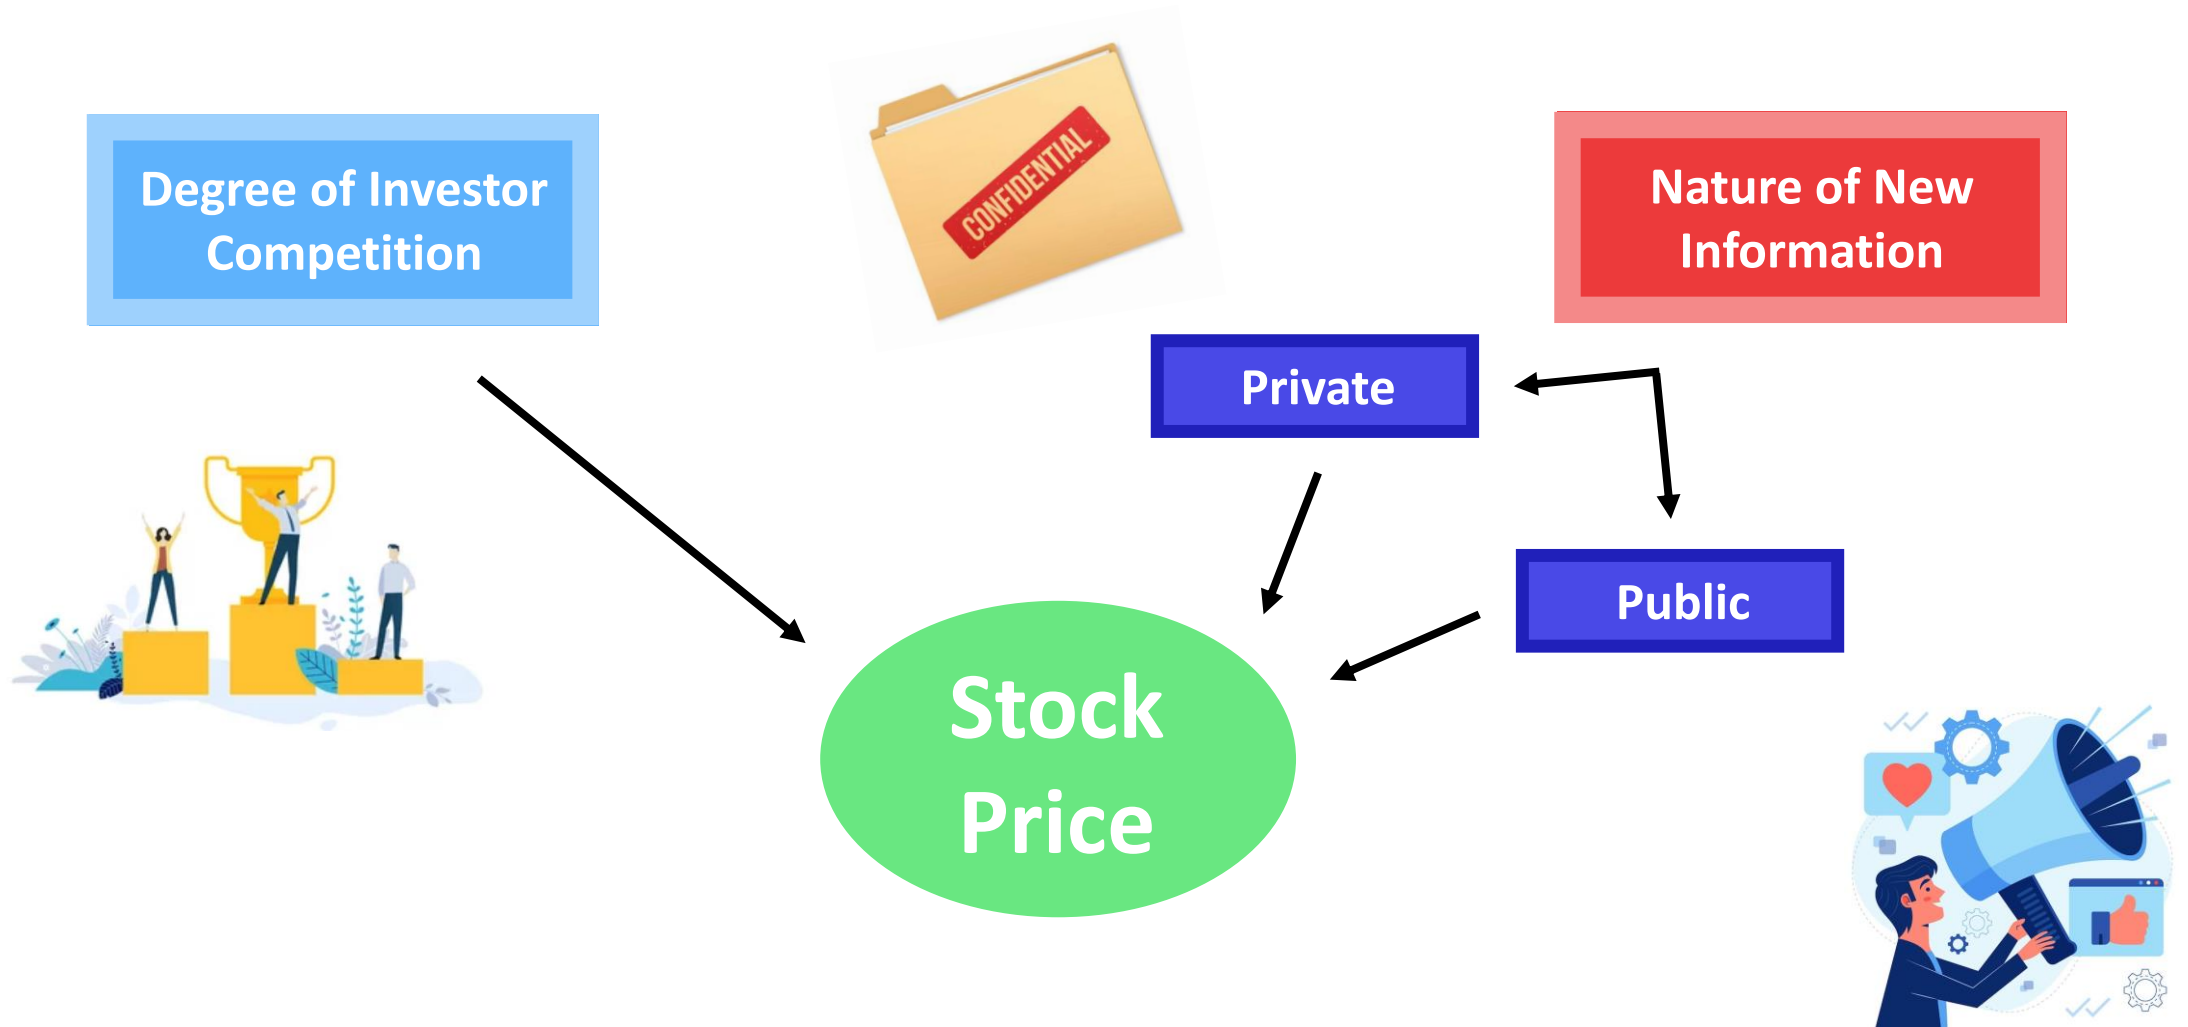 Degree of Investor
Competition
CONFIDENTIAL
Nature of New
Information
Private
Public
Stock
Price